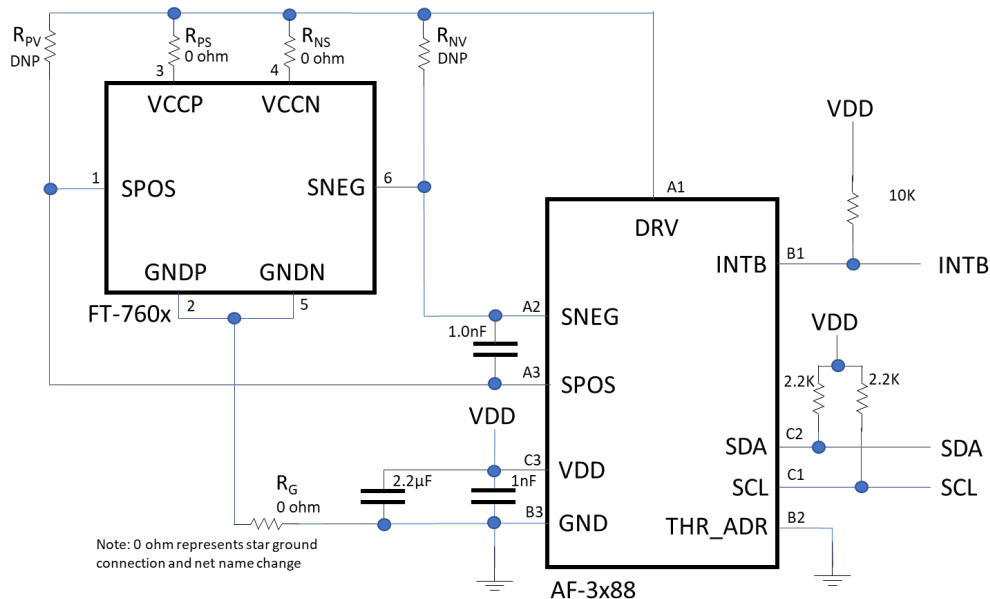 RPV
DNP
RPS
0 ohm
RNS
0 ohm
RNV
DNP
3
4
VCCP
VCCN
1
SPOS
SNEG
6
GNDP
GNDN
2
5
FT-760x
A1
DRV
VDD
10K
INTB
B1
INTB
A2
SNEG
1.0nF
A3
SPOS
VDD
2.2K
2.2K
VDD
C3
VDD
2.2µF
1nF
SDA
C2
SDA
SCL
C1
SCL
RG
0 ohm
B3
GND
THR_ADR
B2
Note: 0 ohm represents star ground
connection and net name change
AF-3x88